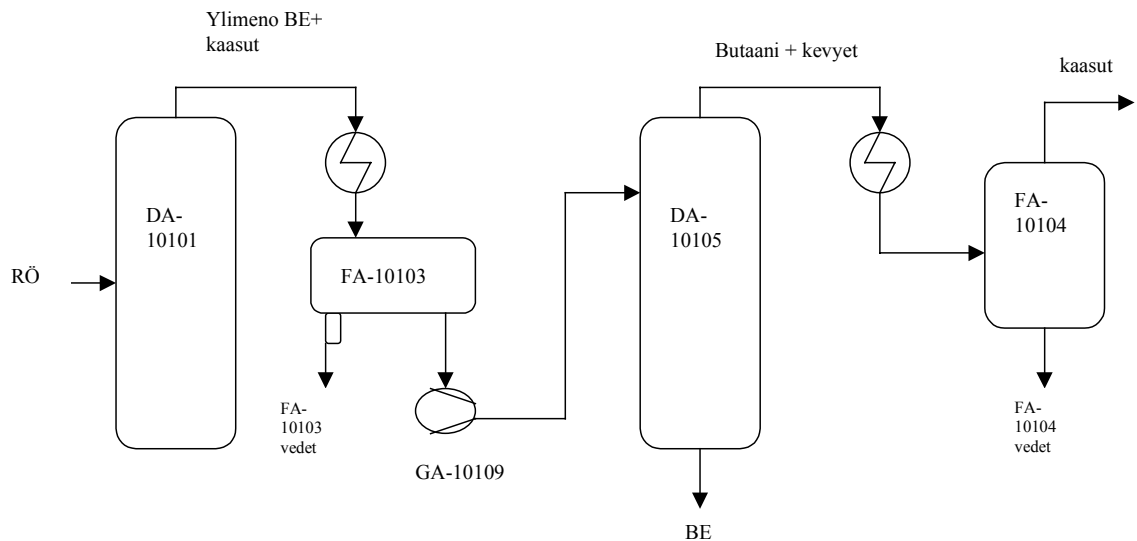 Ylimeno BE+
kaasut
Butaani + kevyet
kaasut
DA-
10101
DA-
10105
FA-
10104
RÖ
FA-10103
FA-
10103
vedet
FA-
10104
vedet
GA-10109
BE